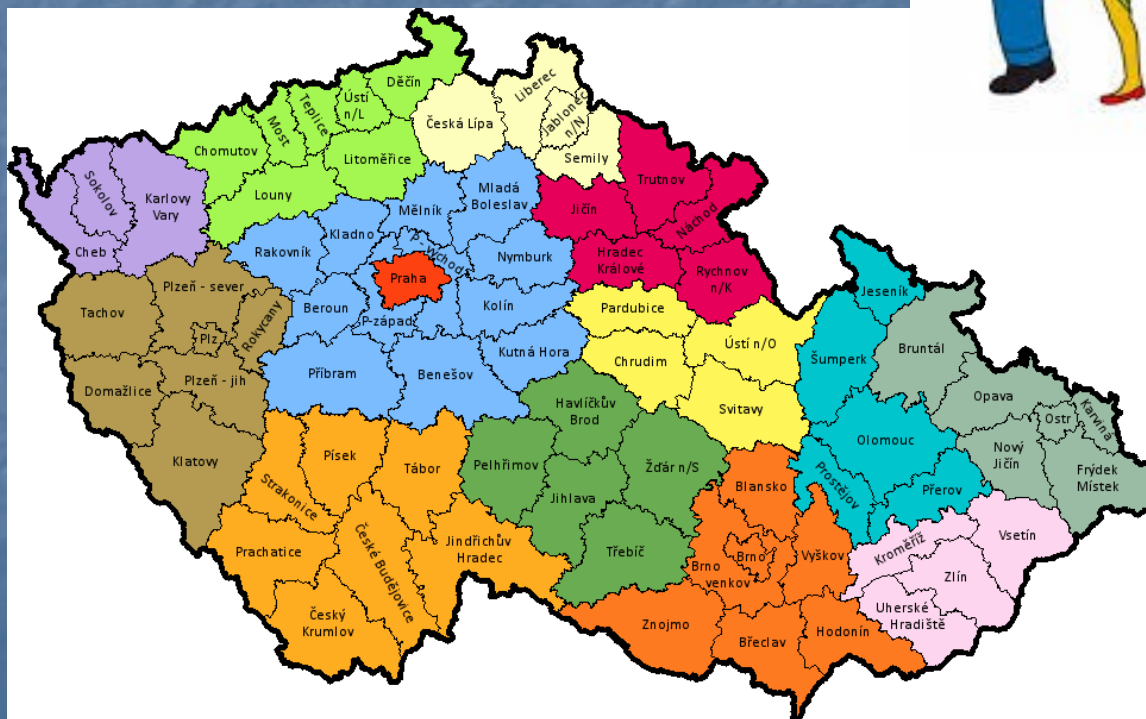 Děčín
Ústí
n/L
Teplice
Most
Chomutov
Litoměřice
Louny
Česká Lípa
Liberec
Jablonec
n/N
Semily
Sokolov
Karlovy
Vary
Cheb
Trutnov
Jičín
Náchod
Hradec
Králové
Rychnov
n/K
Mladá
Boleslav
Mělník
Kladno
Rakovník
P - východ
Nymburk
Praha
Beroun
P-západ
Kolín
Kutná Hora
Příbram
Benešov
Plzeň - sever
Tachov
Plz.
Rokycany
Domažlice
Plzeň - jih
Klatovy
Pardubice
Ústí n/O
Chrudim
Svitavy
Jeseník
Šumperk
Bruntál
Olomouc
Prostějov
Přerov
Opava
Ostr
Karviná
Nový
Jičín
Frýdek
Místek
Havlíčkův
Brod
Pelhřimov
Žďár n/S
Jihlava
Třebíč
Písek
Tábor
Strakonice
Prachatice
České Budějovice
Jindřichův
Hradec
Český
Krumlov
Blansko
Brno
Brno
venkov
Vyškov
Znojmo
Břeclav
Hodonín
Kroměříž
Vsetín
Zlín
Uherské
Hradiště